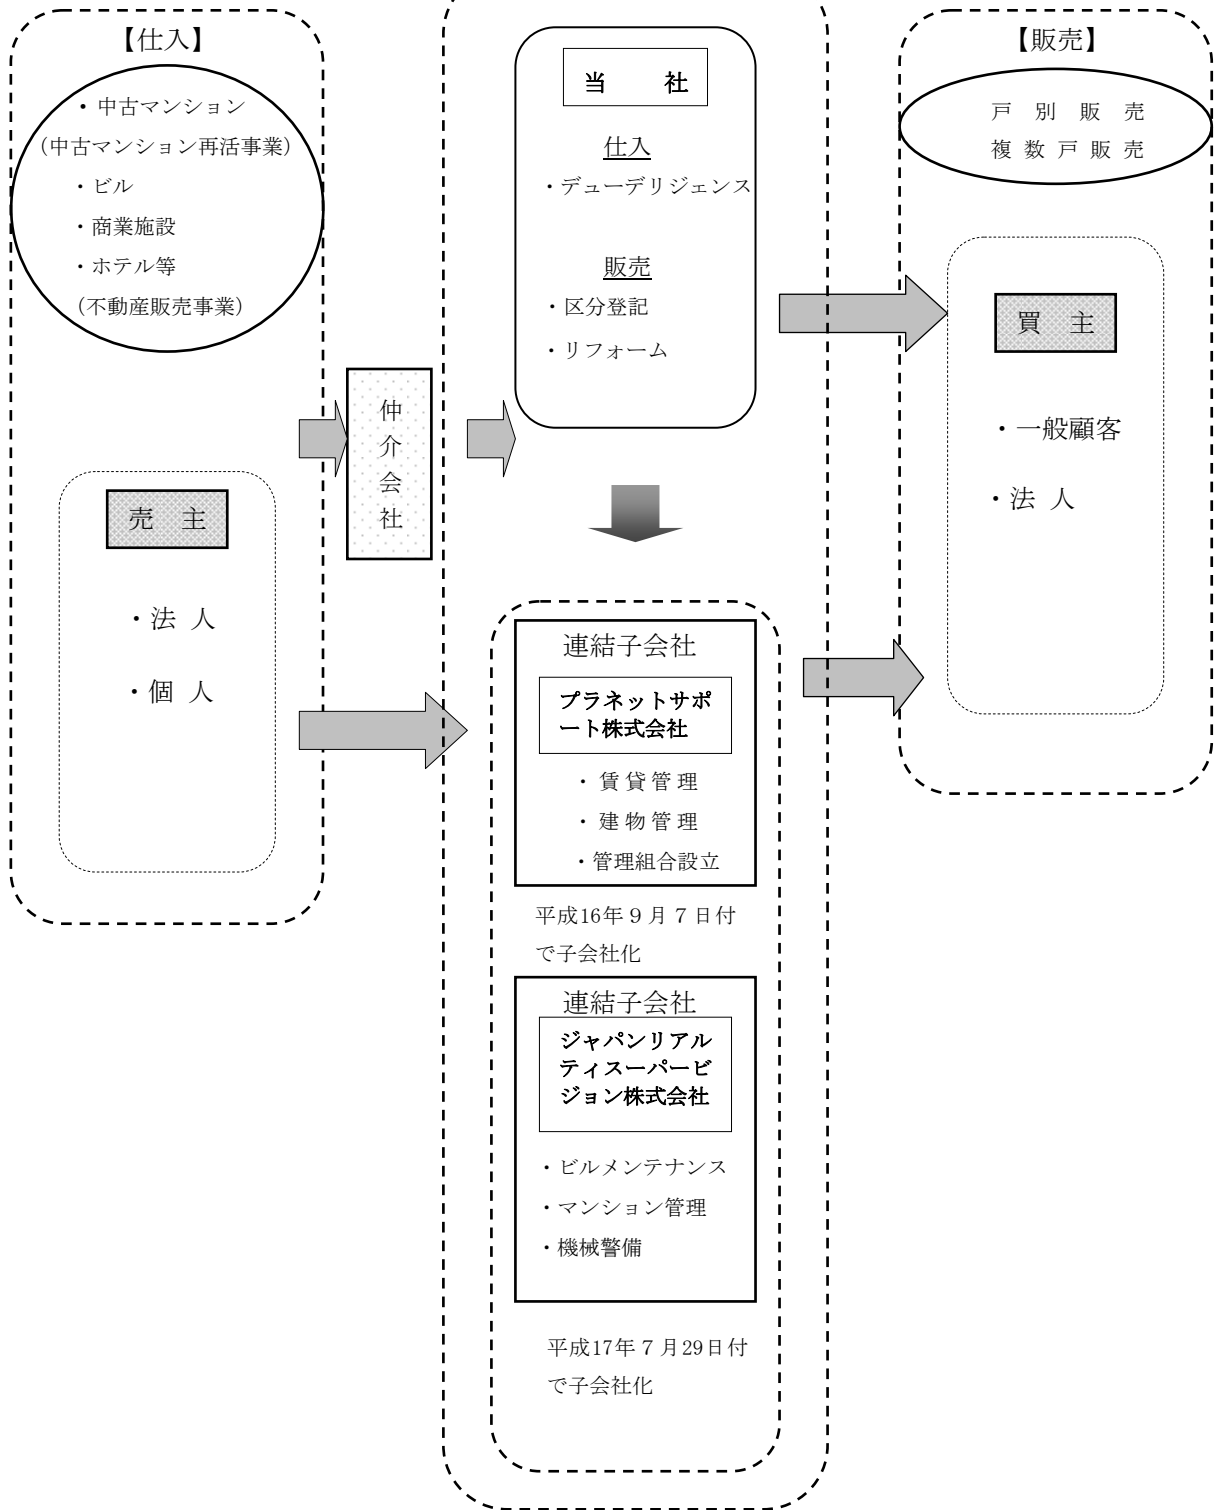 【仕入】
・中古マンション
(中古マンション再活事業)
・ビル
・商業施設
・ホテル等
(不動産販売事業)
売 主
・法 人
・個 人
仲
介
会
社
当 社
仕入
・デューデリジェンス
販売
・区分登記
・リフォーム
連結子会社
プラネットサポ
ート株式会社
・賃貸管理
・建物管理
・管理組合設立
平成16年9月7日付
で子会社化
連結子会社
ジャパンリアル
ティスーパービ
ジョン株式会社
・ビルメンテナンス
・マンション管理
・機械警備
平成17年7月29日付
で子会社化
【販売】
戸 別 販 売
複 数 戸 販 売
買 主
・一般顧客
・法 人